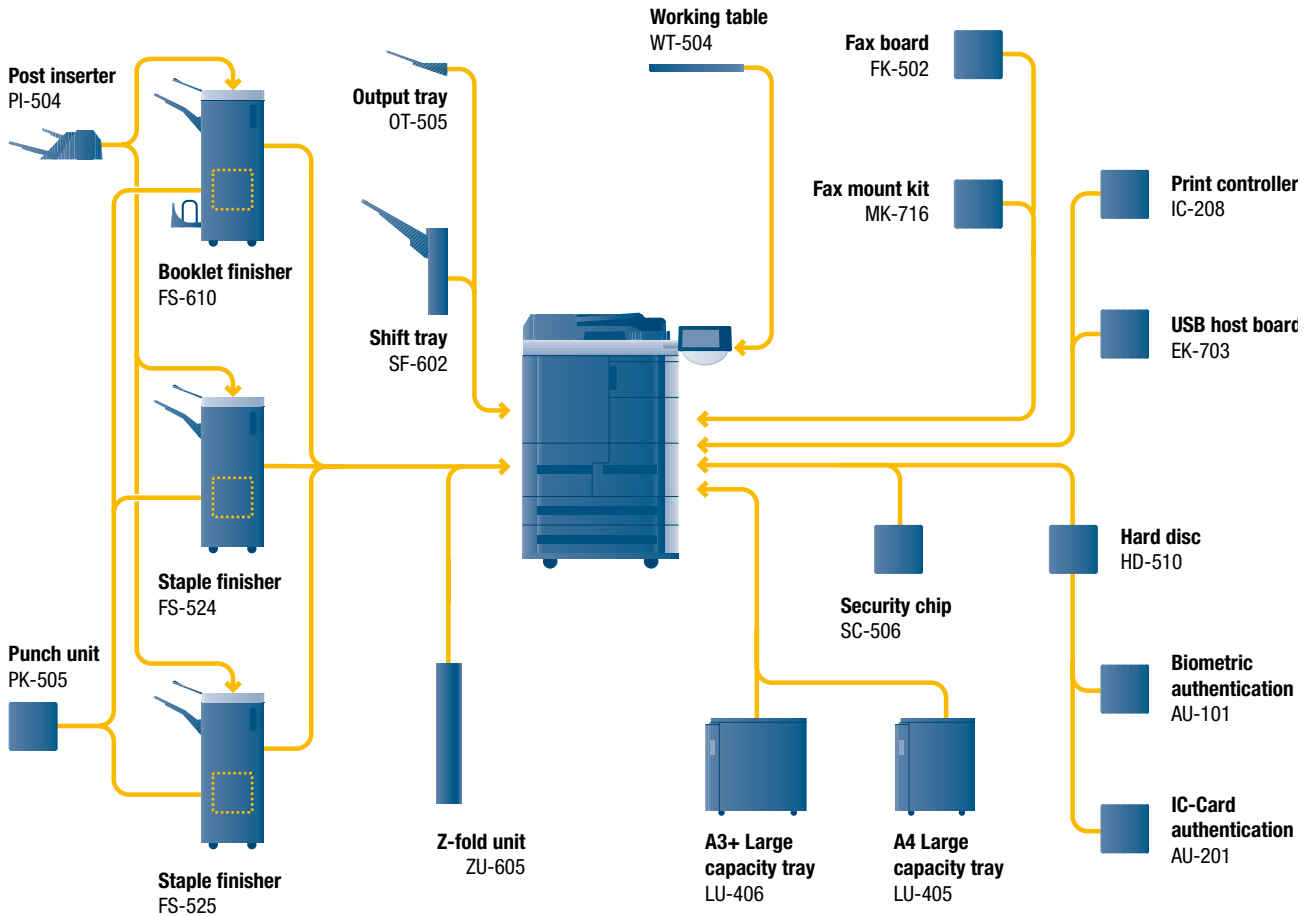 Post inserter
PI-504
Booklet finisher
FS-610
Staple finisher
FS-524
Punch unit
PK-505
Staple finisher
FS-525
Output tray
OT-505
Shift tray
SF-602
Z-fold unit
ZU-605
Working table
WT-504
Fax board
FK-502
Fax mount kit
MK-716
Print controller
IC-208
USB host board
EK-703
Security chip
SC-506
Hard disc
HD-510
Biometric
authentication
AU-101
IC-Card
authentication
AU-201
A3+ Large
capacity tray
LU-406
A4 Large
capacity tray
LU-405